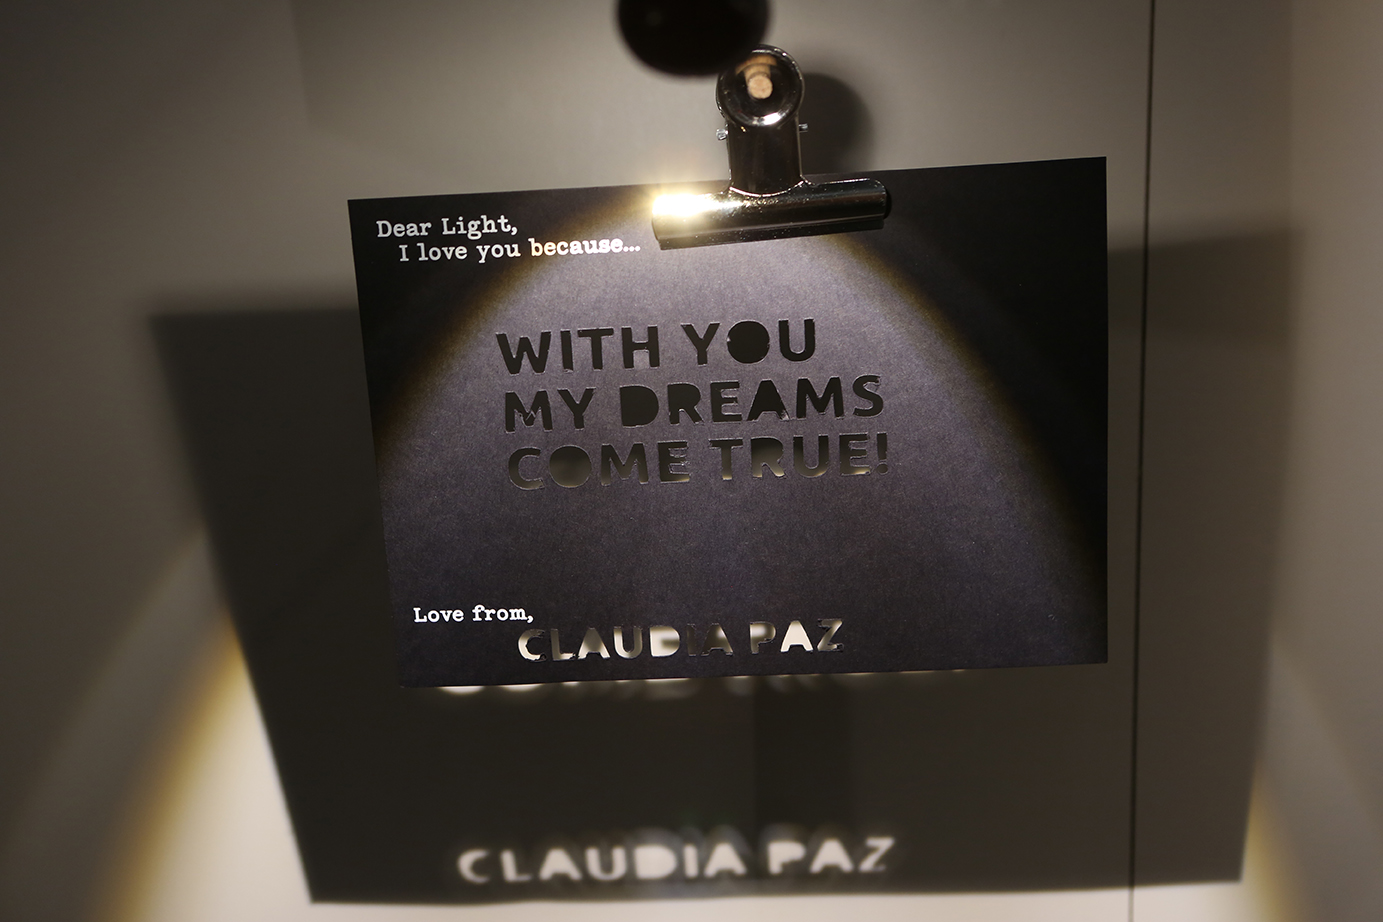 Dear Light,
I love you because...
WITH YOU
MY DREAMS
COME TRUE!
Love from,
CLAUDIA PAZ
CLAUDIA PAZ